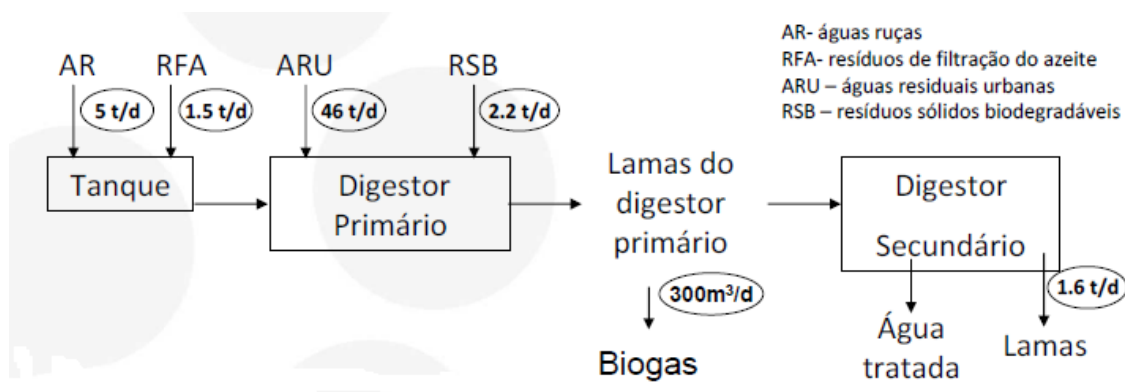 AR- águas ruças
RFA- resíduos de filtração do azeite
ARU – águas residuais urbanas
RSB – resíduos sólidos biodegradáveis
AR
RFA
ARU
RSB
5 t/d
1.5 t/d
46 t/d
2.2 t/d
Tanque
Digestor
Primário
Lamas do
digestor
primário
Digestor
Secundário
300m³/d
1.6 t/d
Biogas
Água
tratada
Lamas